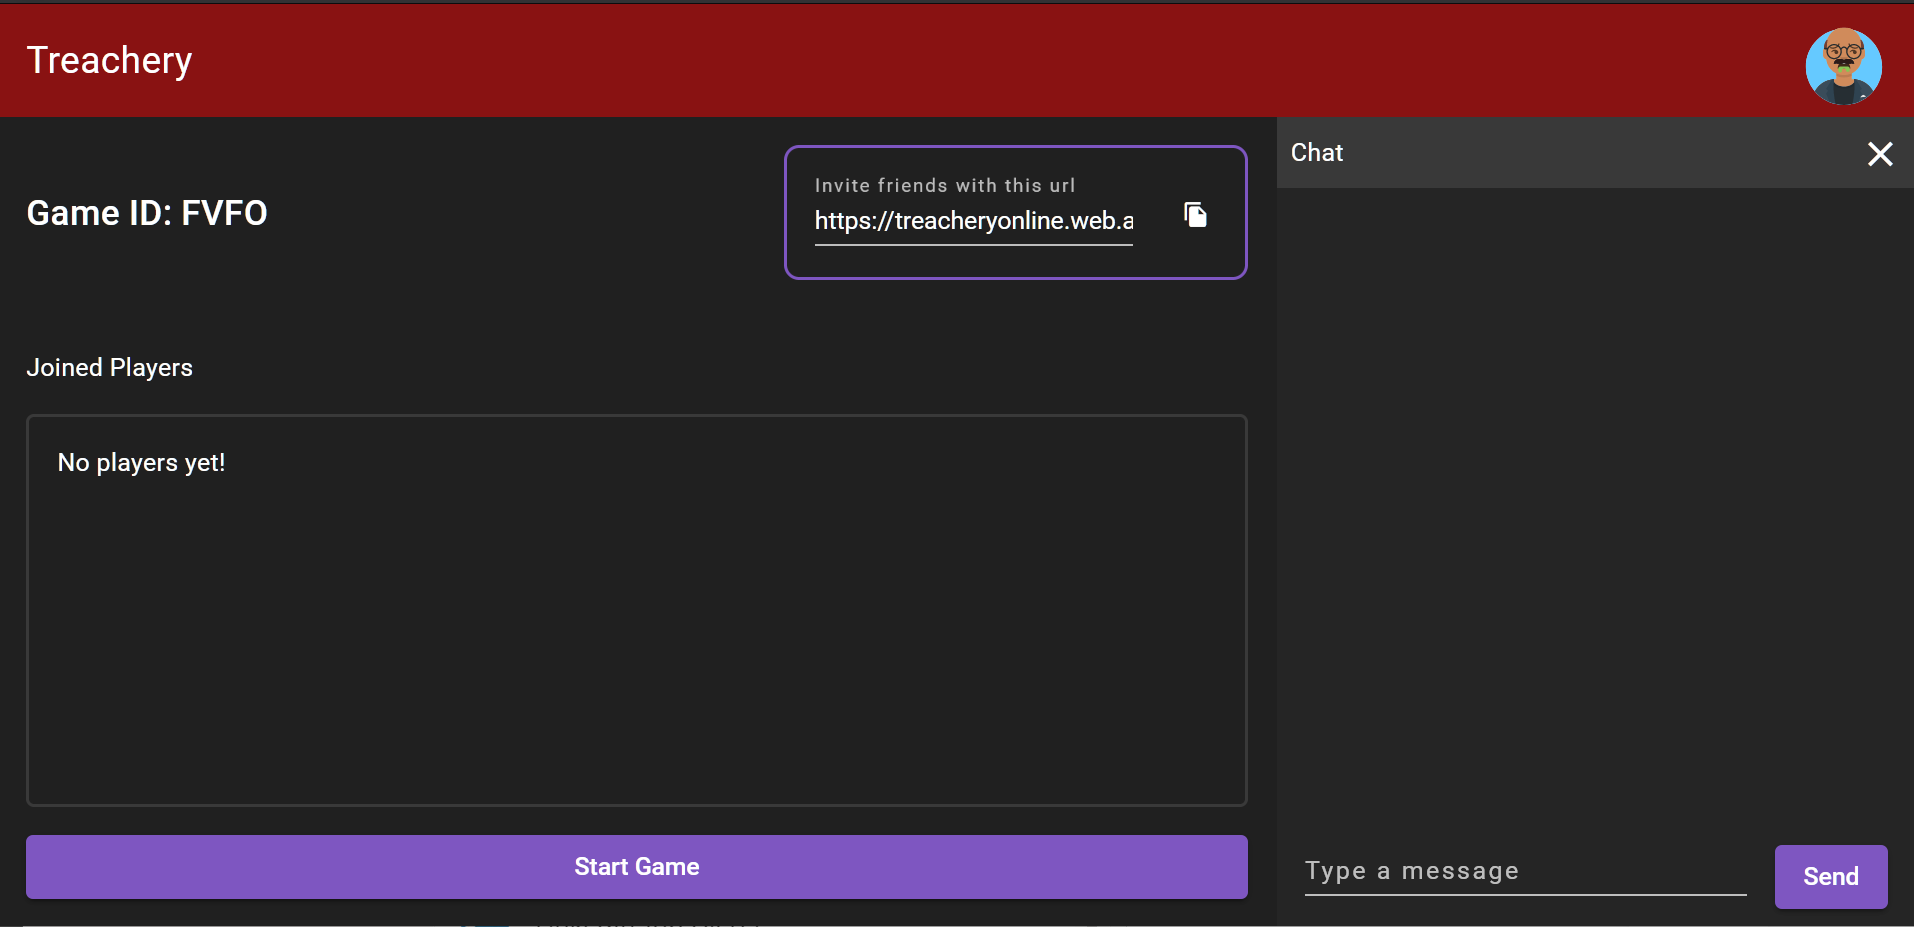 Treachery
Game ID: FVFO
Invite friends with this url
https://treacheryonline.web.a
Joined Players
No players yet!
Start Game
Chat
Type a message
Send